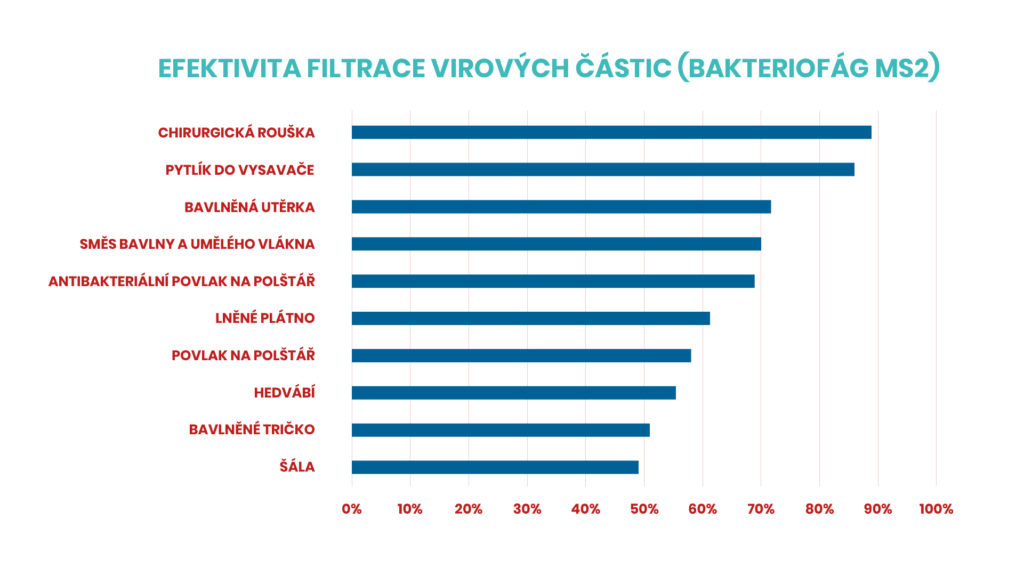 EFEKTIVITA FILTRACE VIROVÝCH ČÁSTIC (BAKTERIOFÁG MS2)
CHIRURGICKÁ ROUŠKA
PYTLÍK DO VYSAVAČE
BAVLNĚNÁ UTĚRKA
SMĚS BAVLNY A UMĚLÉHO VLÁKNA
ANTIBAKTERIÁLNÍ POVLAK NA POLŠTÁŘ
LNĚNÉ PLÁTNO
POVLAK NA POLŠTÁŘ
HEDVÁBÍ
BAVLNĚNÉ TRIČKO
ŠÁLA
0% 10% 20% 30% 40% 50% 60% 70% 80% 90% 100%